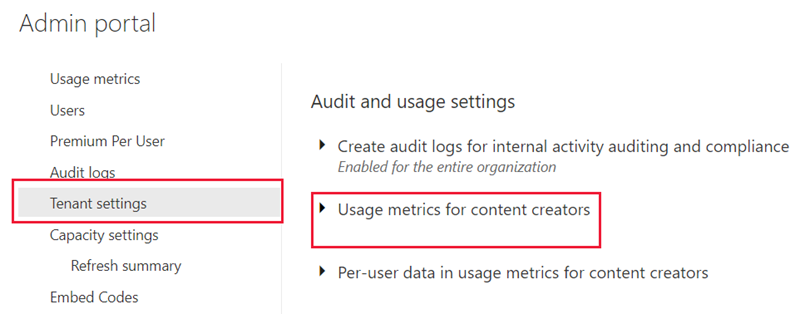 Admin portal
Usage metrics
Users
Premium Per User
Audit logs
Tenant settings
Capacity settings
Refresh summary
Embed Codes
Audit and usage settings
Create audit logs for internal activity auditing and compliance
Enabled for the entire organization
Usage metrics for content creators
Per-user data in usage metrics for content creators